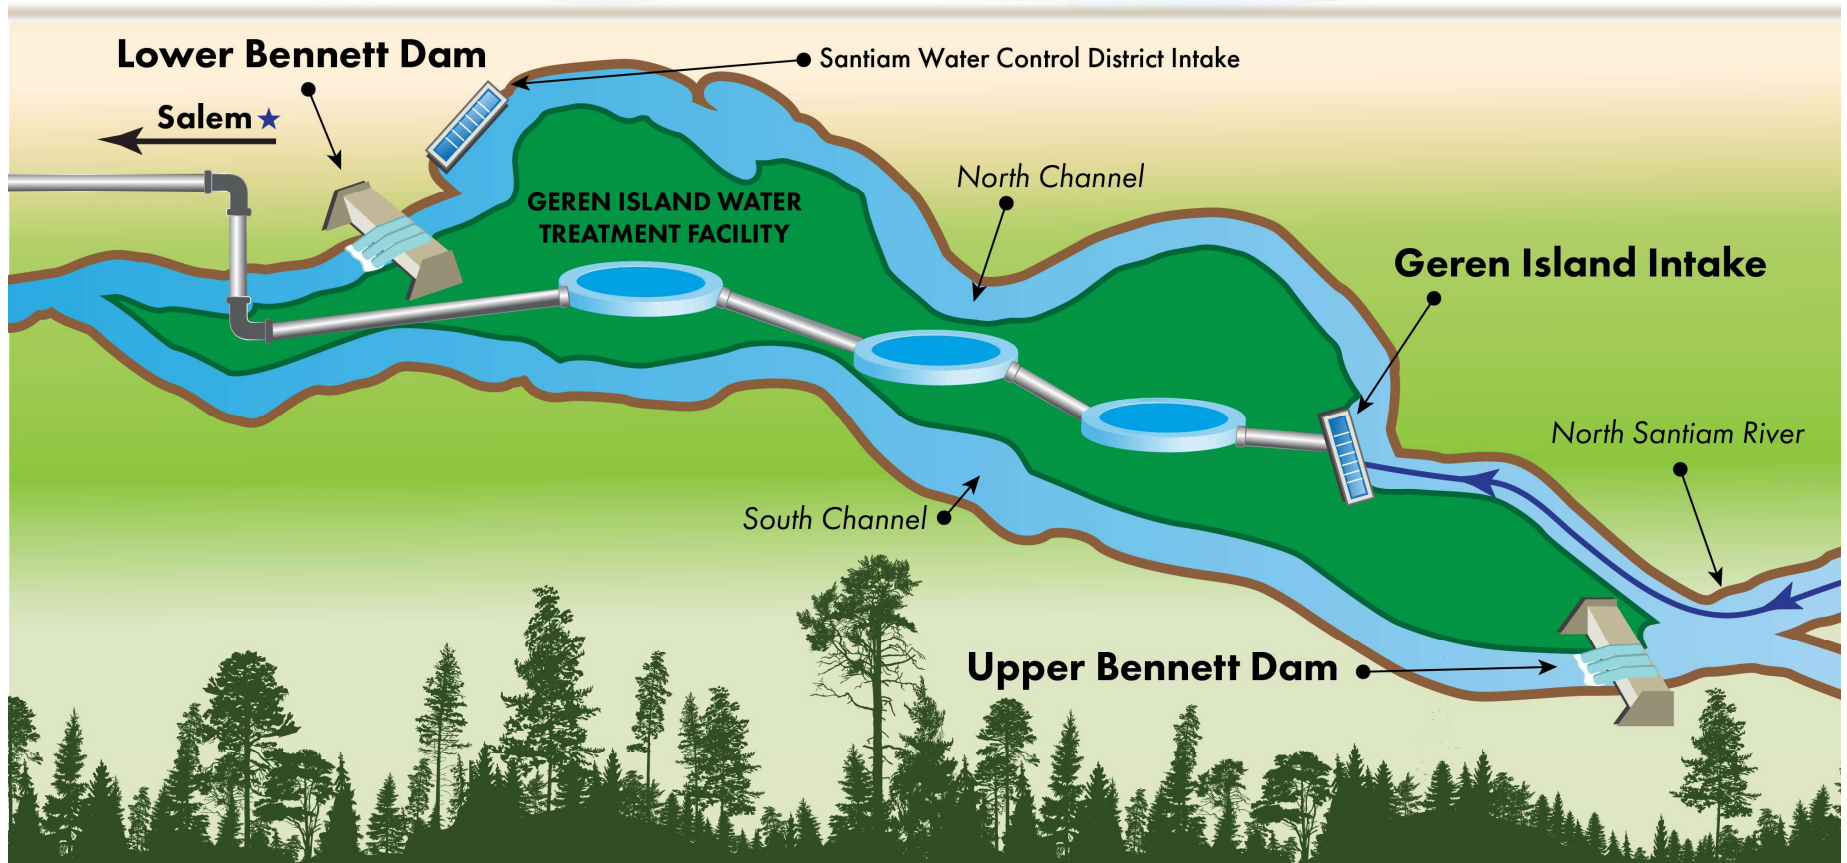 Lower Bennett Dam
Santiam Water Control District Intake
Salem
North Channel
GEREN ISLAND WATER
TREATMENT FACILITY
Geren Island Intake
North Santiam River
South Channel
Upper Bennett Dam